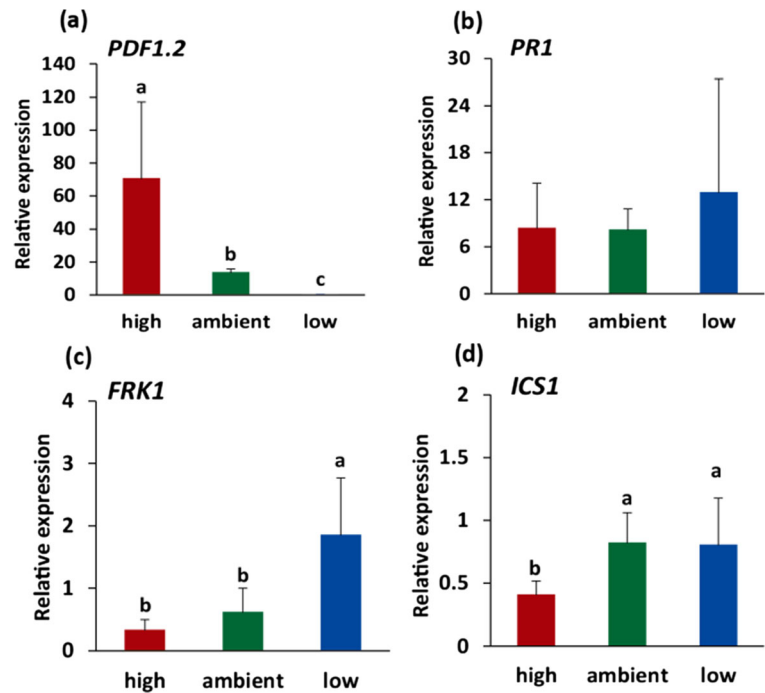 (a)
PDF1.2
Relative expression
140
120
100
80
60
40
20
0
a
b
c
high ambient low
(b)
PR1
Relative expression
30
24
18
12
6
0
high ambient low
(c)
FRK1
Relative expression
4
3
2
1
0
b
b
a
high ambient low
(d)
ICS1
Relative expression
2
1.5
1
0.5
0
b
a
a
high ambient low